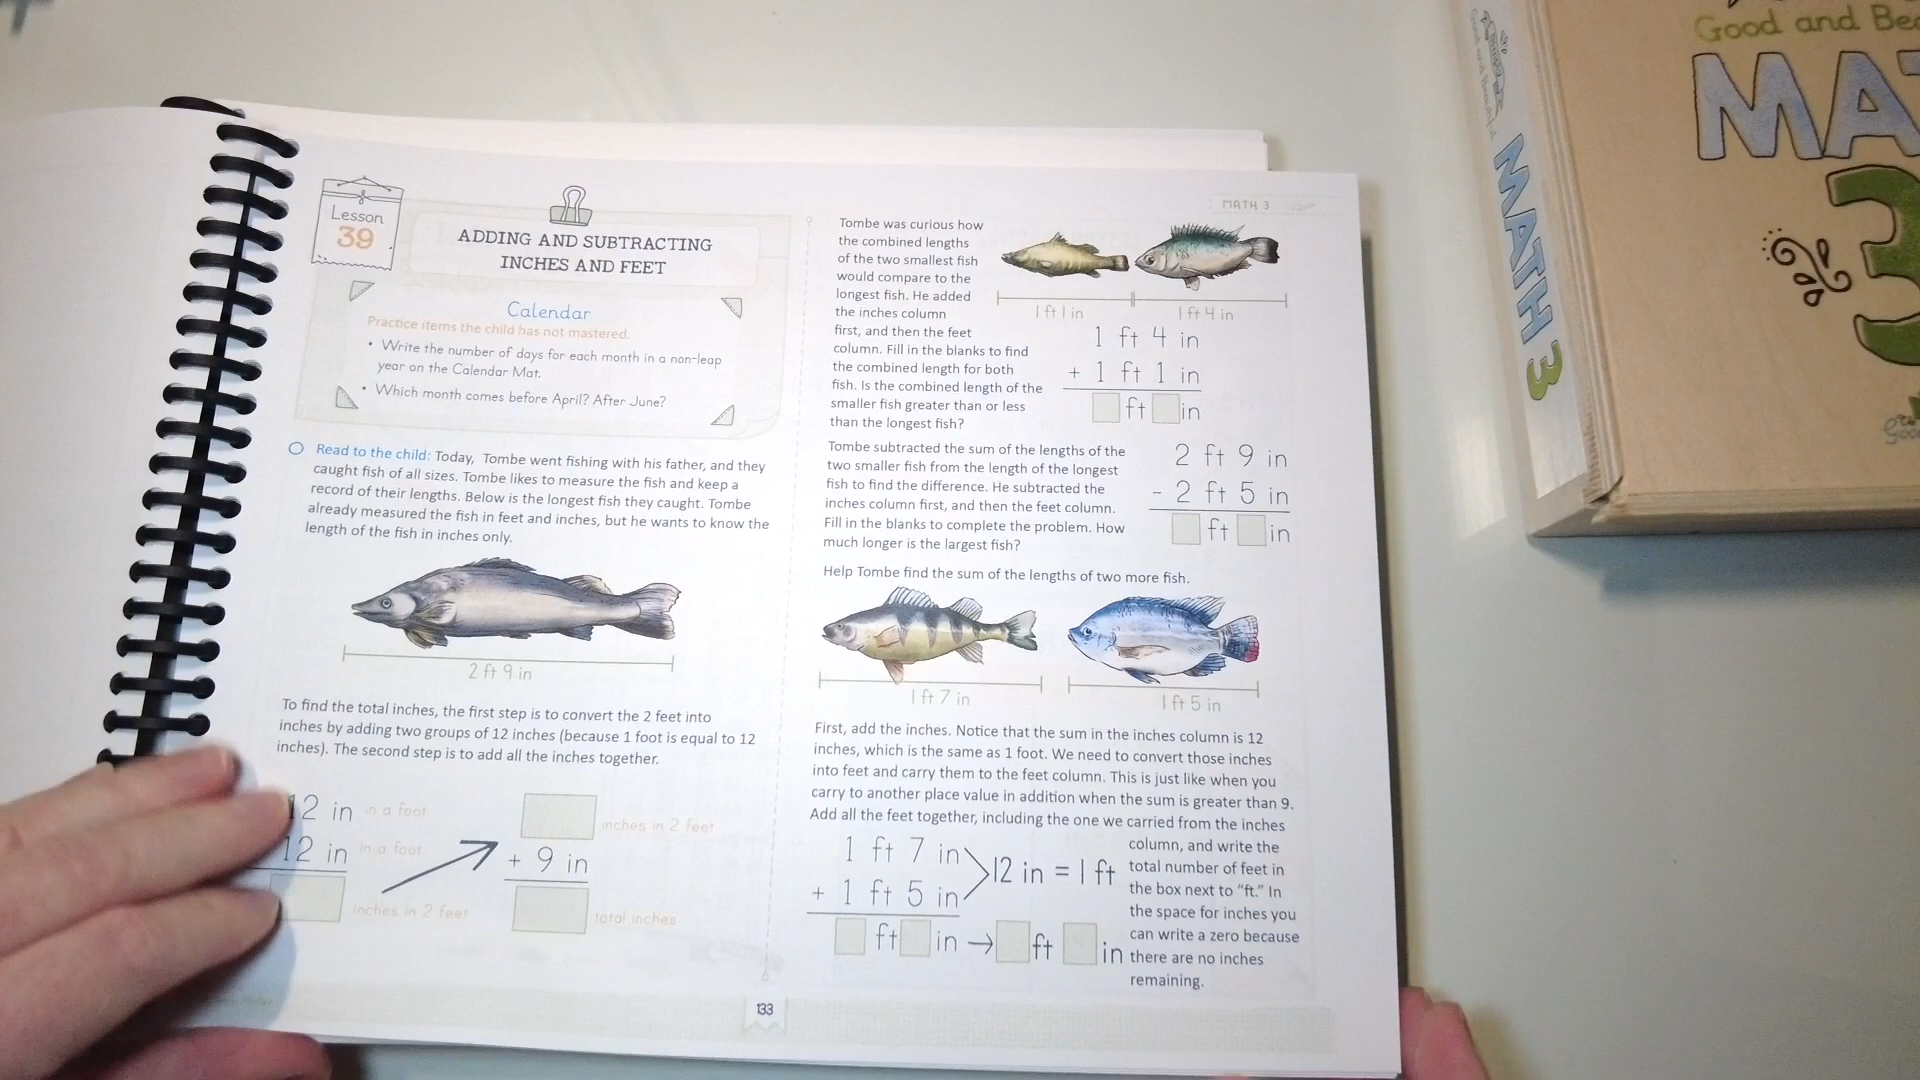 Lesson
39
ADDING AND SUBTRACTING
INCHES AND FEET
Calendar
Practice items the child has not mastered.
• Write the number of days for each month in a non-leap
year on the Calendar Mat.
• Which month comes before April? After June?
Read to the child: Today, Tombe went fishing with his father, and they
caught fish of all sizes. Tombe likes to measure the fish and keep a
record of their lengths. Below is the longest fish they caught. Tombe
already measured the fish in feet and inches, but he wants to know the
length of the fish in inches only.
2 ft 9 in
To find the total inches, the first step is to convert the 2 feet into
inches by adding two groups of 12 inches (because 1 foot is equal to 12
inches). The second step is to add all the inches together.
12 in in a foot
12 in in a foot
inches in 2 feet
inches in 2 feet
+ 9 in
total inches
133
MATH 3
Tombe was curious how
the combined lengths
of the two smallest fish
would compare to the
longest fish. He added
the inches column
first, and then the feet
column. Fill in the blanks to find
the combined length for both
fish. Is the combined length of the
smaller fish greater than or less
than the longest fish?
1 ft 1 in
1 ft 4 in
1 ft 4 in
+ 1 ft 1 in
ft in
Tombe subtracted the sum of the lengths of the
two smaller fish from the length of the longest
fish to find the difference. He subtracted the
inches column first, and then the feet column.
Fill in the blanks to complete the problem. How
much longer is the largest fish?
2 ft 9 in
- 2 ft 5 in
ft in
Help Tombe find the sum of the lengths of two more fish.
1 ft 7 in
1 ft 5 in
First, add the inches. Notice that the sum in the inches column is 12
inches, which is the same as 1 foot. We need to convert those inches
into feet and carry them to the feet column. This is just like when you
carry to another place value in addition when the sum is greater than 9.
Add all the feet together, including the one we carried from the inches
column, and write the
total number of feet in
the box next to "ft." In
the space for inches you
can write a zero because
there are no inches
remaining.
1 ft 7 in
+ 1 ft 5 in
12 in = 1 ft
ft in → ft in
Good and Beautiful
MATH 3
Good and
3